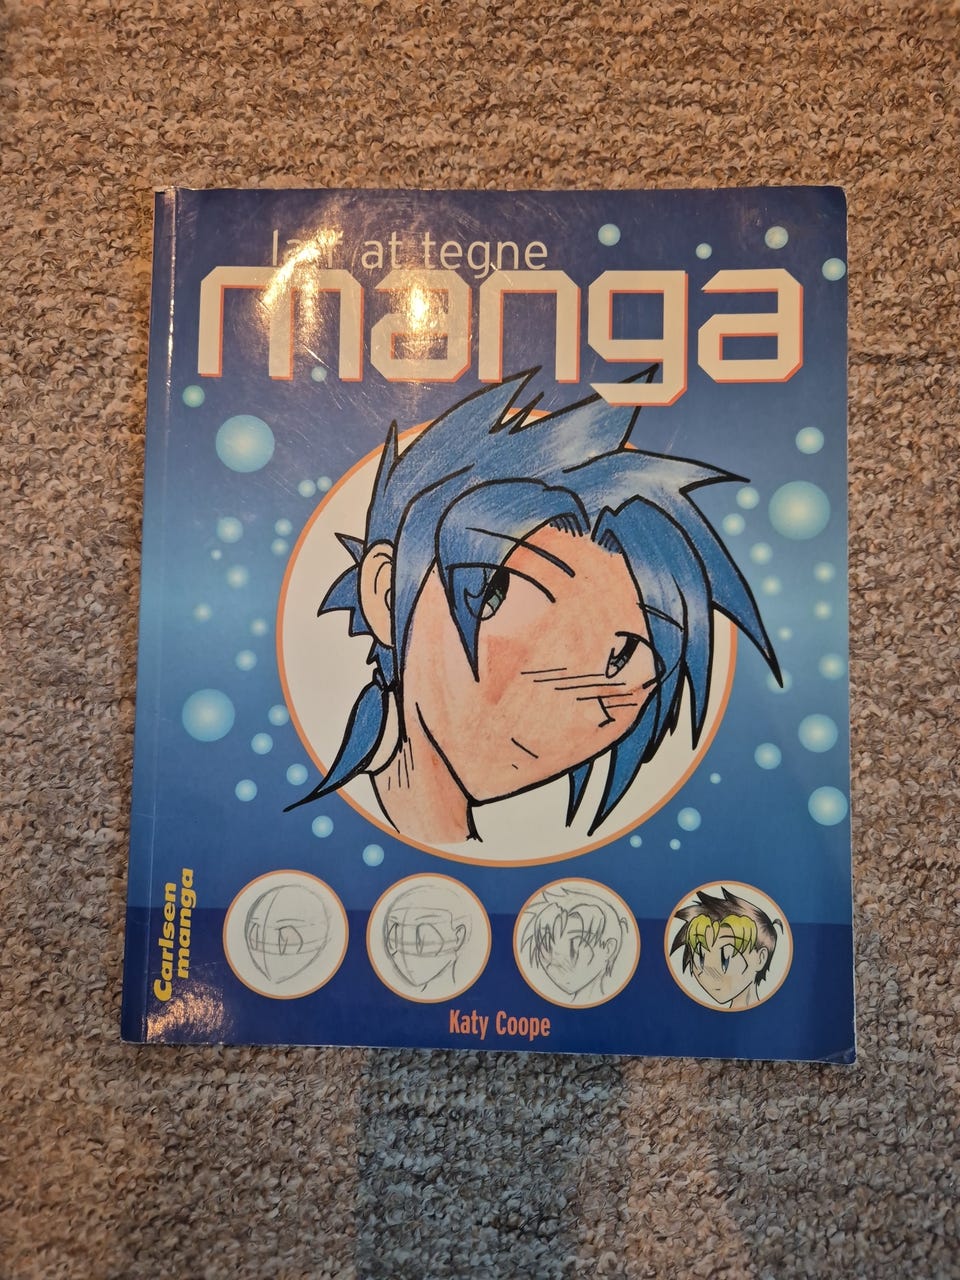 lær at tegne
manga
Carlsen
manga
Katy Coope